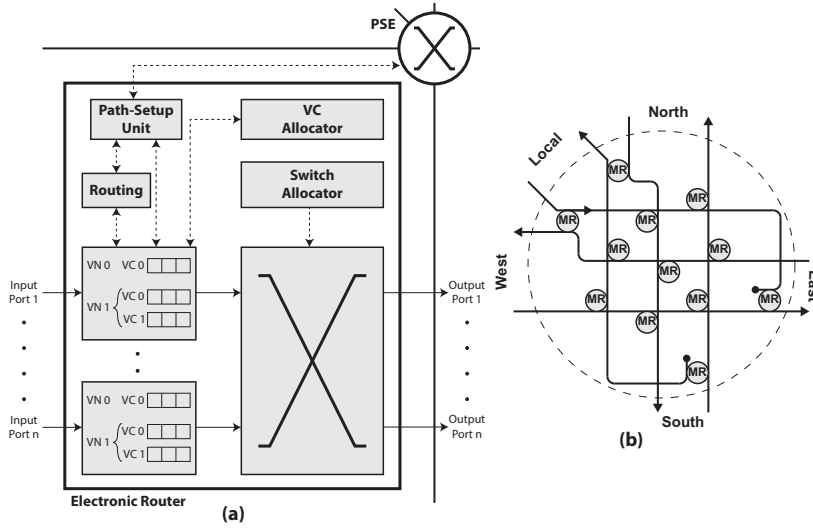 PSE
Path-Setup
Unit
VC
Allocator
Routing
Switch
Allocator
VN 0 VC 0
VN 1 VC 0
VC 1
VN 0 VC 0
VN 1 VC 0
VC 1
Input
Port 1
Input
Port n
Output
Port 1
Output
Port n
Electronic Router
(a)
North
Local
West
East
South
MR
MR
MR
MR
MR
MR
MR
MR
MR
MR
MR
MR
(b)